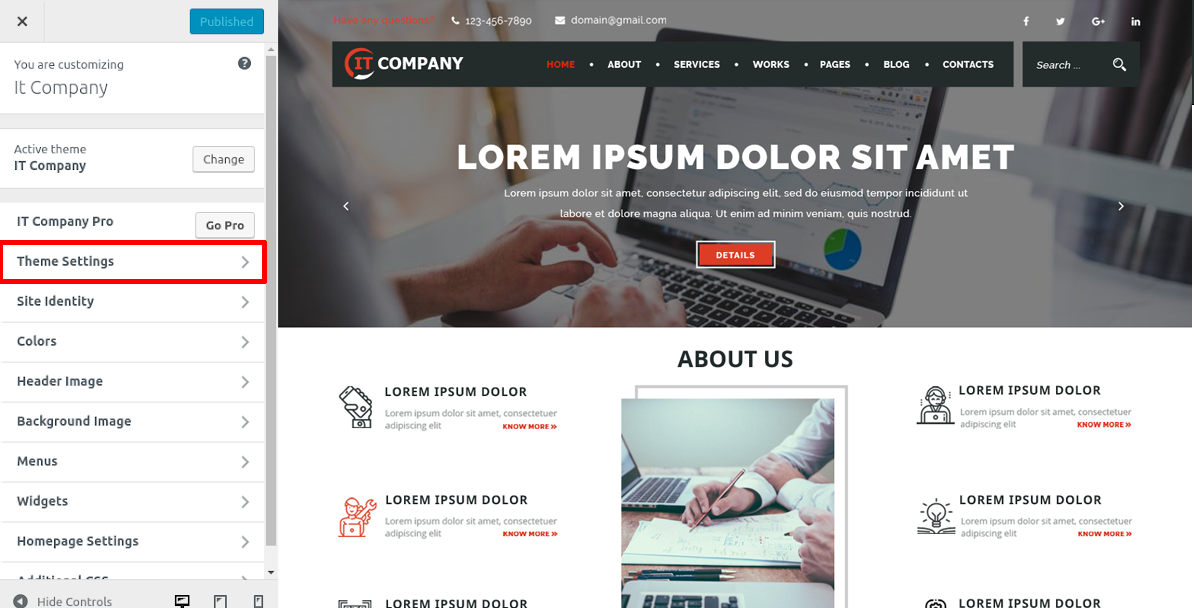 Published
You are customizing
It Company
Active theme
IT Company
Change
IT Company Pro
Go Pro
Theme Settings
Site Identity
Colors
Header Image
Background Image
Menus
Widgets
Homepage Settings
Additional CSS
Hide Controls
Have any questions?
123-456-7890
domain@gmail.com
IT COMPANY
HOME • ABOUT • SERVICES • WORKS • PAGES • BLOG • CONTACTS
Search ...
LOREM IPSUM DOLOR SIT AMET
Lorem ipsum dolor sit amet, consectetur adipiscing elit, sed do eiusmod tempor incididunt ut
labore et dolore magna aliqua. Ut enim ad minim veniam, quis nostrud.
DETAILS
ABOUT US
LOREM IPSUM DOLOR
Lorem ipsum dolor sit amet, consectetuer
adipiscing elit
KNOW MORE »
LOREM IPSUM DOLOR
Lorem ipsum dolor sit amet, consectetuer
adipiscing elit
KNOW MORE »
LOREM IPSUM DOLOR
Lorem ipsum dolor sit amet, consectetuer
adipiscing elit
KNOW MORE »
LOREM IPSUM DOLOR
Lorem ipsum dolor sit amet, consectetuer
adipiscing elit
KNOW MORE »
LOREM IPSUM DOLOR
LOREM IPSUM DOLOR